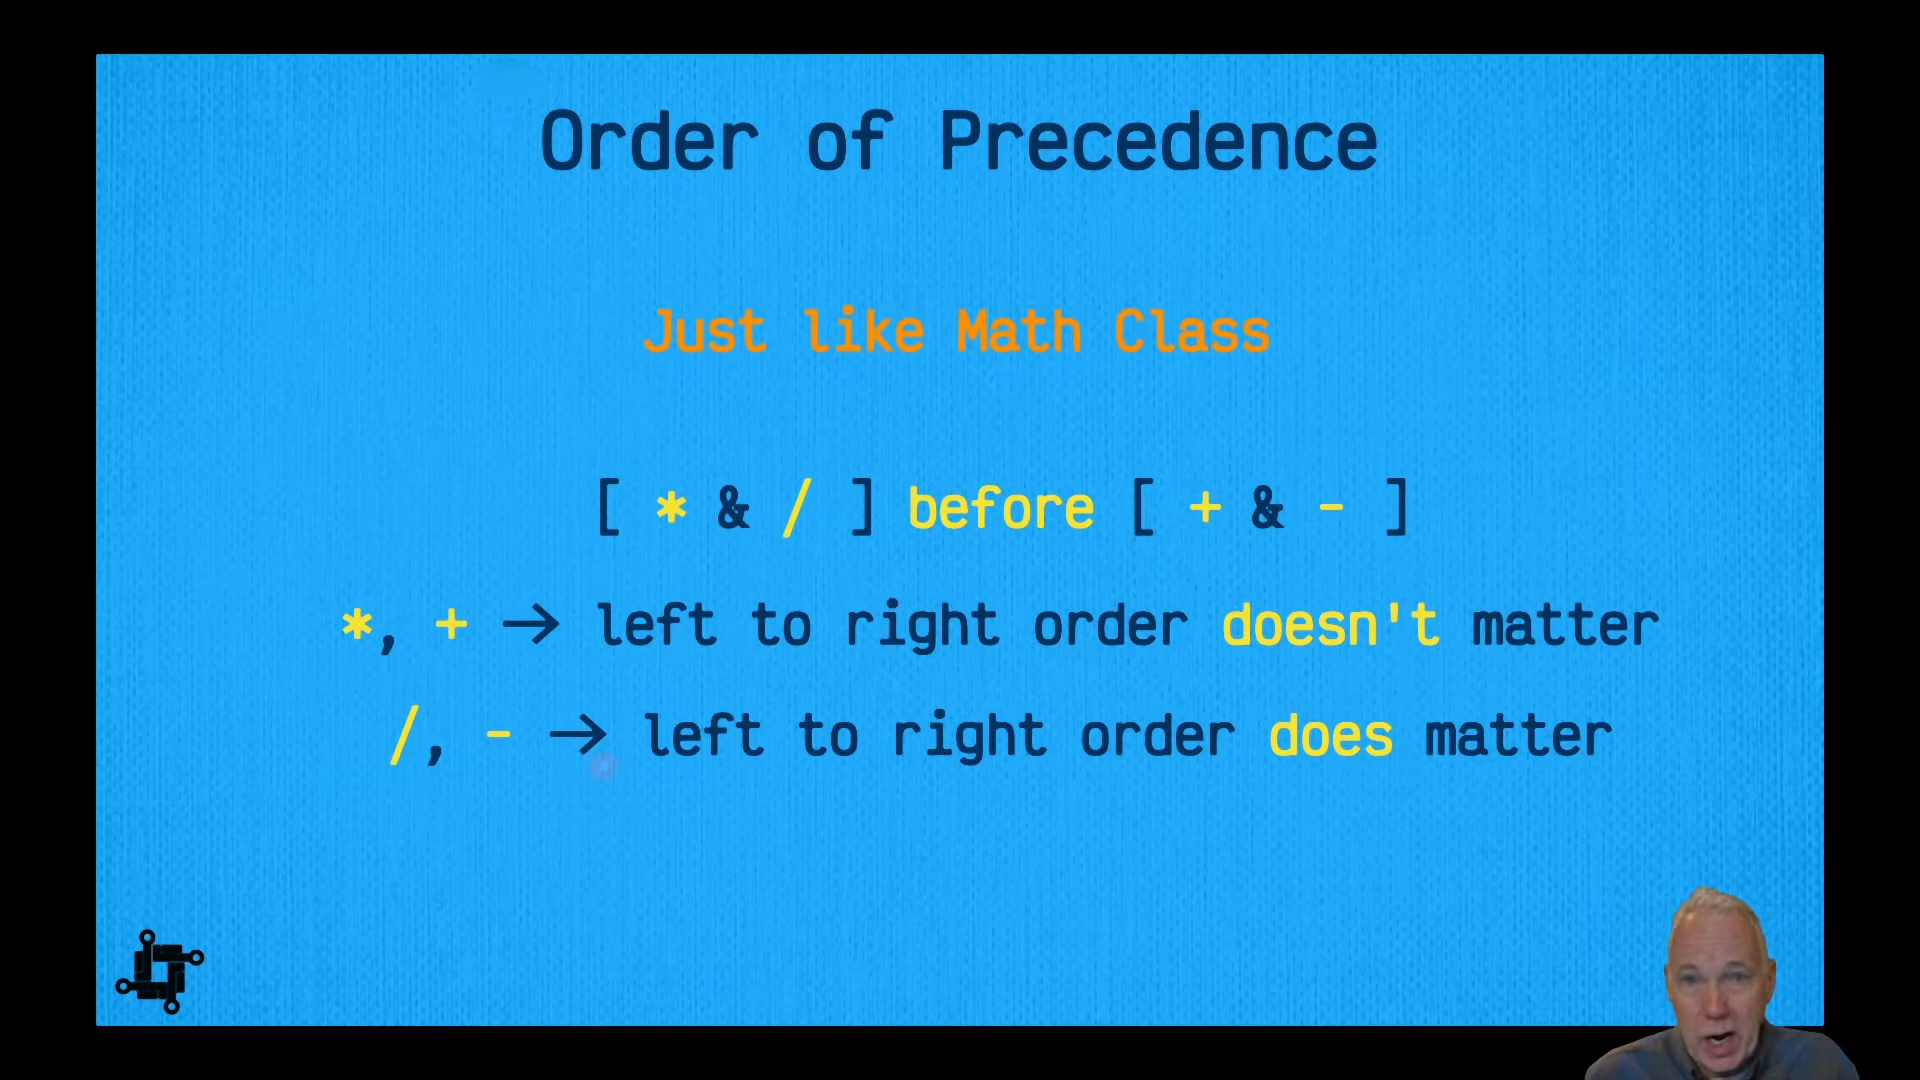 Order of Precedence
Just like Math Class
[ * & / ] before [ + & - ]
*, + → left to right order doesn't matter
/, - → left to right order does matter